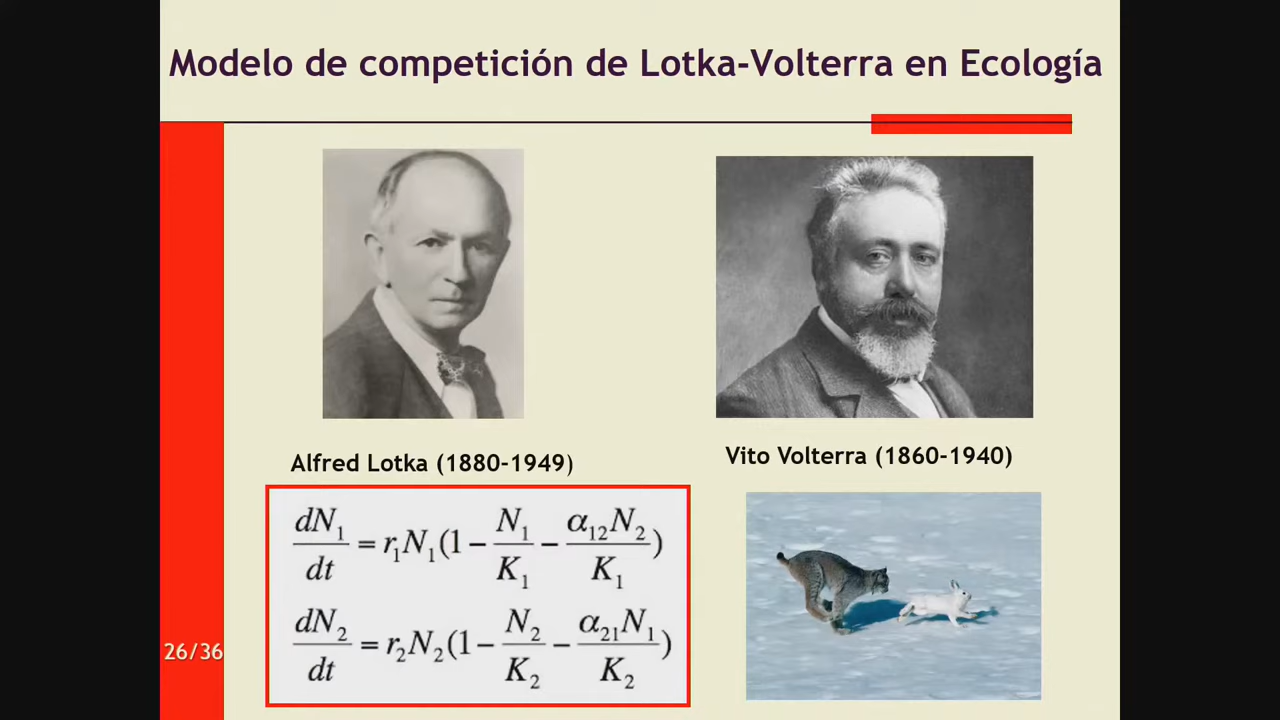 Modelo de competición de Lotka-Volterra en Ecología
Alfred Lotka (1880-1949)
Vito Volterra (1860-1940)
dN₁/dt = r₁N₁(1 − N₁/K₁ − α₁₂N₂/K₁)
dN₂/dt = r₂N₂(1 − N₂/K₂ − α₂₁N₁/K₂)
26/36